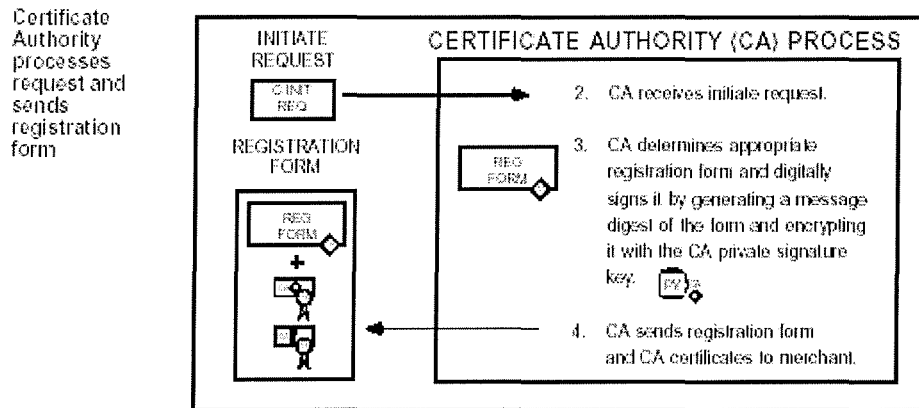 Certificate
Authority
processes
request and
sends
registration
form
INITIATE
REQUEST
C INIT
REQ
REGISTRATION
FORM
REG
FORM
+
CERTIFICATE AUTHORITY (CA) PROCESS
2. CA receives initiate request.
REG
FORM
3. CA determines appropriate
registration form and digitally
signs it by generating a message
digest of the form and encrypting
it with the CA private signature
key.
4. CA sends registration form
and CA certificates to merchant.